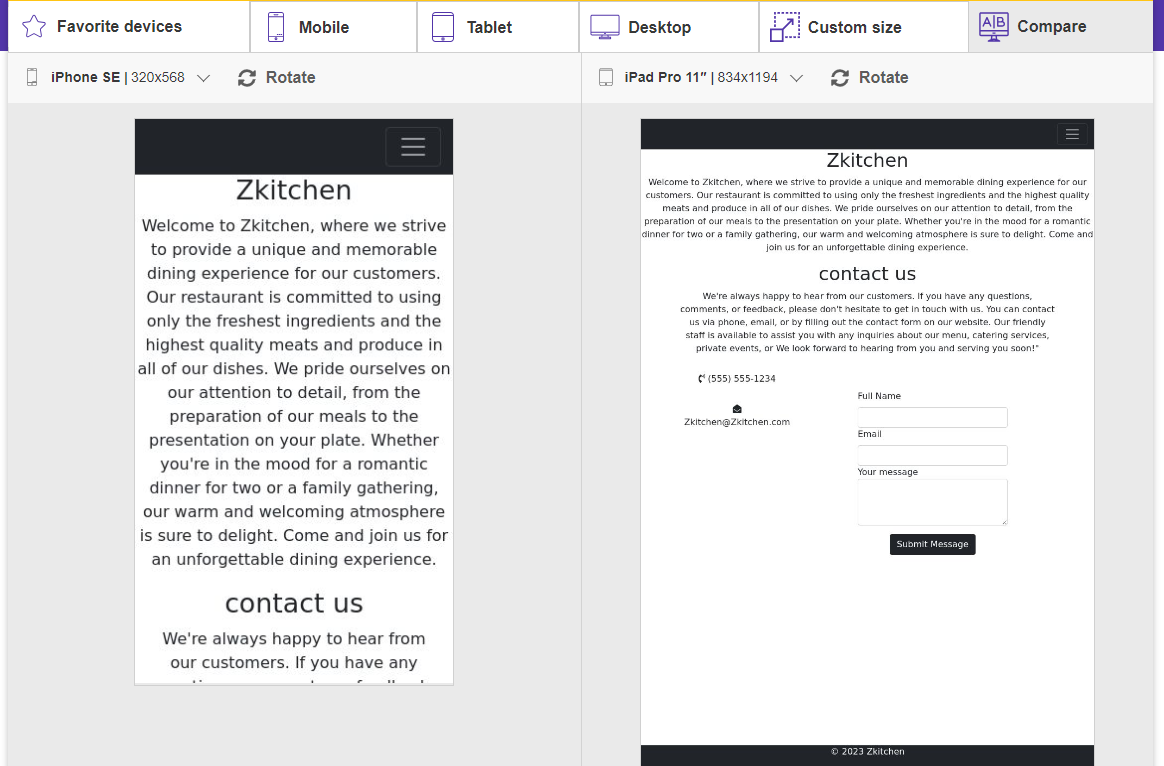 Favorite devices
Mobile
Tablet
Desktop
Custom size
A|B Compare
iPhone SE | 320x568
Rotate
iPad Pro 11″ | 834x1194
Rotate
Zkitchen
Welcome to Zkitchen, where we strive
to provide a unique and memorable
dining experience for our customers.
Our restaurant is committed to using
only the freshest ingredients and the
highest quality meats and produce in
all of our dishes. We pride ourselves on
our attention to detail, from the
preparation of our meals to the
presentation on your plate. Whether
you're in the mood for a romantic
dinner for two or a family gathering,
our warm and welcoming atmosphere
is sure to delight. Come and join us for
an unforgettable dining experience.
contact us
We're always happy to hear from
our customers. If you have any
Zkitchen
Welcome to Zkitchen, where we strive to provide a unique and memorable dining experience for our
customers. Our restaurant is committed to using only the freshest ingredients and the highest quality
meats and produce in all of our dishes. We pride ourselves on our attention to detail, from the
preparation of our meals to the presentation on your plate. Whether you're in the mood for a romantic
dinner for two or a family gathering, our warm and welcoming atmosphere is sure to delight. Come and
join us for an unforgettable dining experience.
contact us
We're always happy to hear from our customers. If you have any questions,
comments, or feedback, please don't hesitate to get in touch with us. You can contact
us via phone, email, or by filling out the contact form on our website. Our friendly
staff is available to assist you with any inquiries about our menu, catering services,
private events, or We look forward to hearing from you and serving you soon!"
(555) 555-1234
Zkitchen@Zkitchen.com
Full Name
Email
Your message
Submit Message
© 2023 Zkitchen